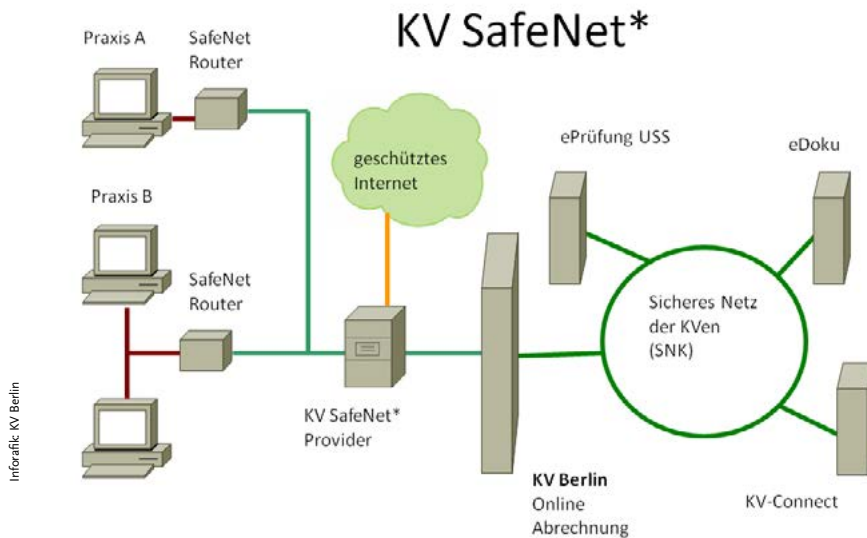 KV SafeNet*
Praxis A
SafeNet
Router
geschütztes
Internet
ePrüfung USS
eDoku
Praxis B
SafeNet
Router
Sicheres Netz
der KVen
(SNK)
KV SafeNet*
Provider
KV Berlin
Online
Abrechnung
KV-Connect
Inforafik: KV Berlin